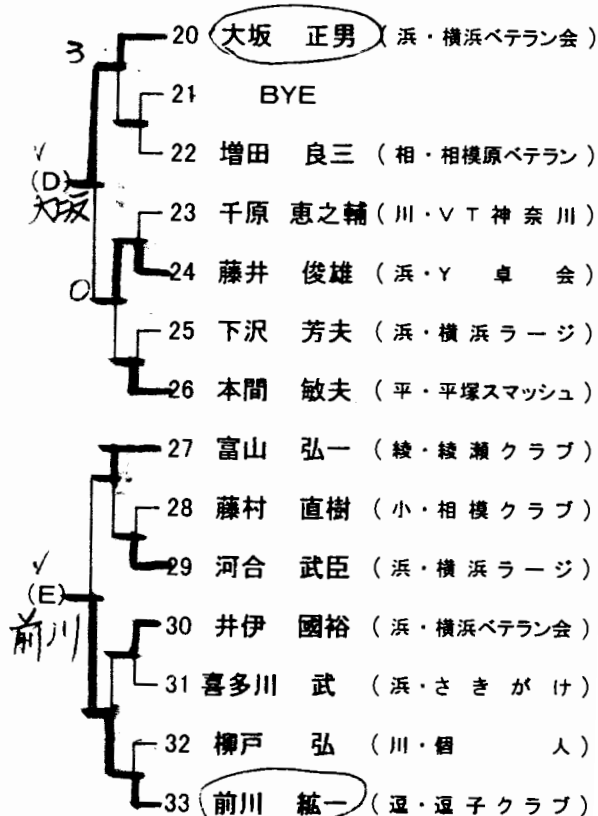 20 大坂 正男 (浜・横浜ベテラン会)
3
21 BYE
22 増田 良三 (相・相模原ベテラン)
✓
(D)
大坂
23 千原 恵之輔 (川・VT神奈川)
24 藤井 俊雄 (浜・Y卓会)
0
25 下沢 芳夫 (浜・横浜ラージ)
26 本間 敏夫 (平・平塚スマッシュ)
27 富山 弘一 (綾・綾瀬クラブ)
28 藤村 直樹 (小・相模クラブ)
29 河合 武臣 (浜・横浜ラージ)
✓
(E)
前川
30 井伊 國裕 (浜・横浜ベテラン会)
31 喜多川 武 (浜・さきがけ)
32 柳戸 弘 (川・個人)
33 前川 紘一 (逗・逗子クラブ)